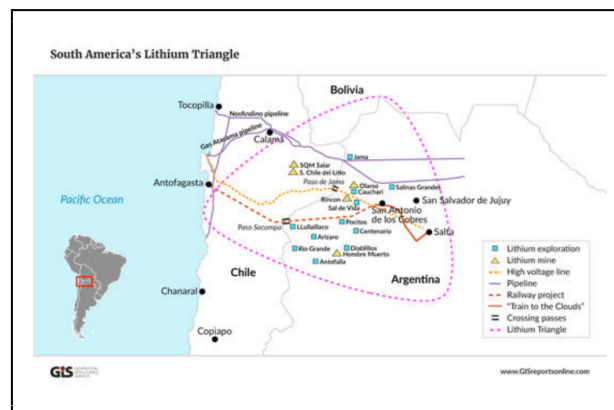 South America's Lithium Triangle
Bolivia
Tocopilla
NorAndino pipeline
Gas Atacama pipeline
Calama
Jama
SQM Salar
S. Chile del Litio
Paso de Jama
Olaroz
Cauchari
Salinas Grandes
Pacific Ocean
Antofagasta
Rincon
Sal de Vida
San Antonio
de los Cobres
San Salvador de Jujuy
Paso Socompa
LLullaillaco
Pocitos
Centenario
Salta
Arizaro
Rio Grande
Diablillos
Hombre Muerto
Antofalla
Chile
Argentina
Chanaral
Copiapo
Lithium exploration
Lithium mine
High voltage line
Pipeline
Railway project
"Train to the Clouds"
Crossing passes
Lithium Triangle
GIS
GEOPOLITICAL
INTELLIGENCE
SERVICES
www.GISreportsonline.com